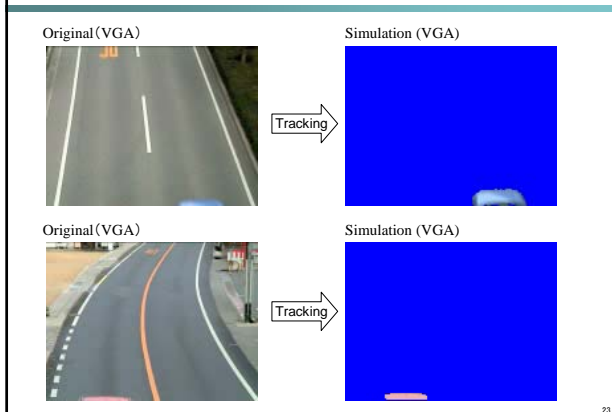 Original（VGA）
Simulation (VGA)
Tracking
Original（VGA）
Simulation (VGA)
Tracking
23